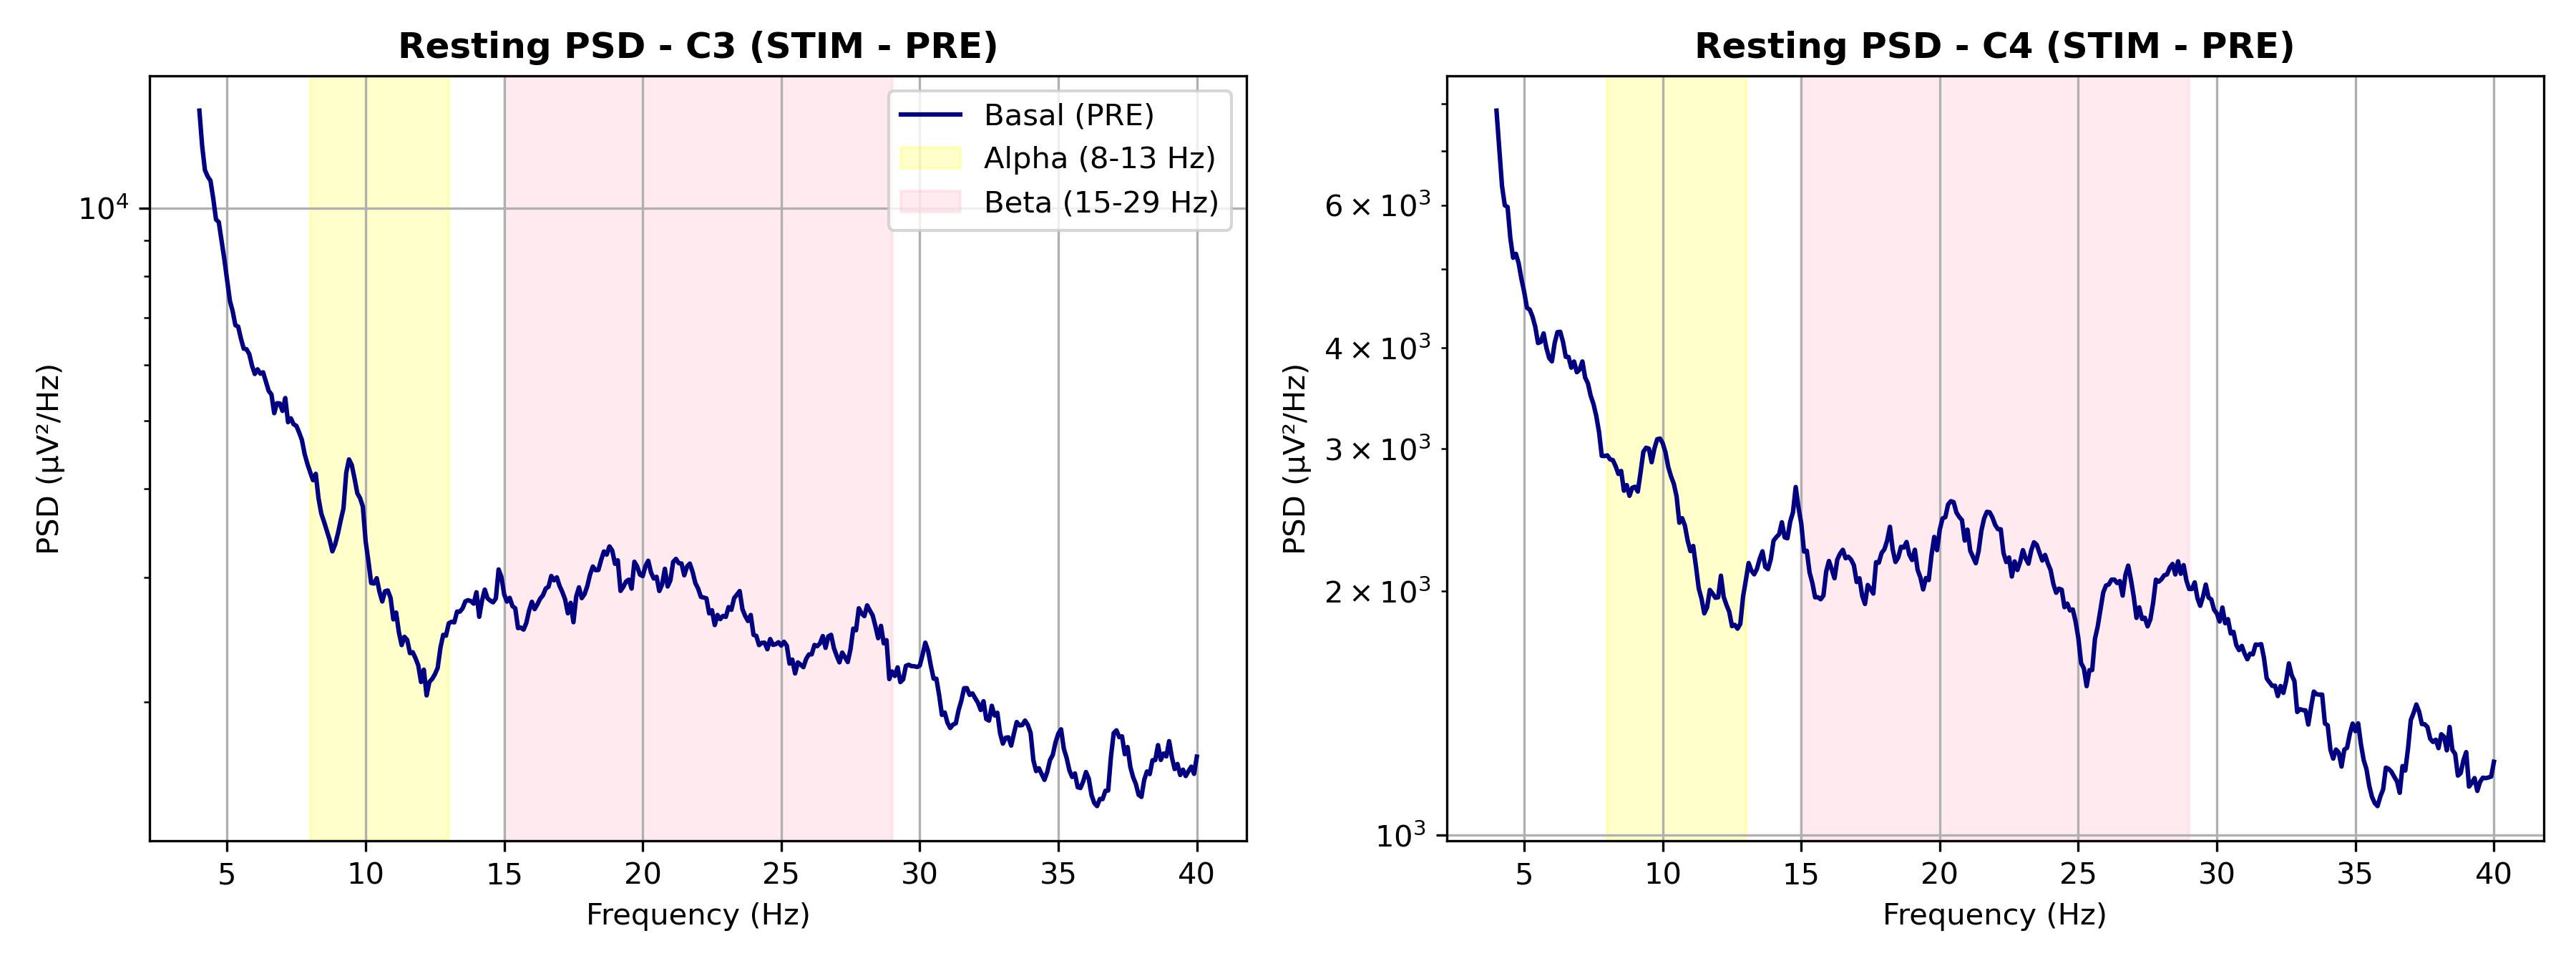 Resting PSD - C3 (STIM - PRE)
10⁴
PSD (µV²/Hz)
Basal (PRE)
Alpha (8-13 Hz)
Beta (15-29 Hz)
5 10 15 20 25 30 35 40
Frequency (Hz)
Resting PSD - C4 (STIM - PRE)
6 × 10³
4 × 10³
3 × 10³
2 × 10³
10³
PSD (µV²/Hz)
5 10 15 20 25 30 35 40
Frequency (Hz)